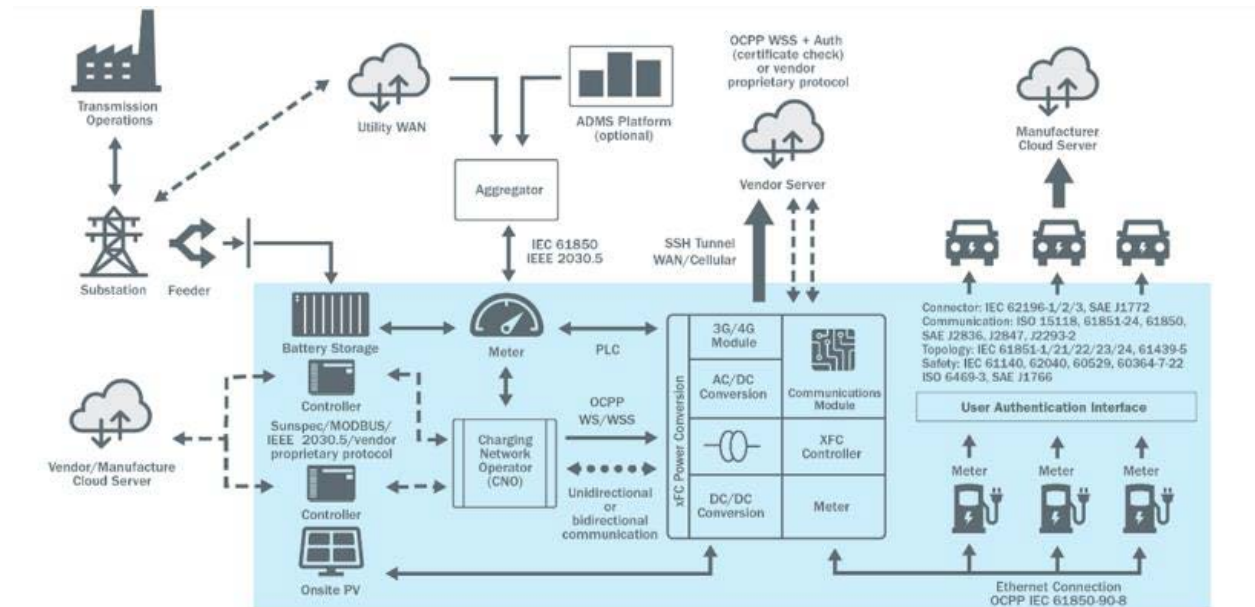 OCPP WSS + Auth
(certificate check)
or vendor
proprietary protocol
Transmission
Operations
Utility WAN
ADMS Platform
(optional)
Manufacturer
Cloud Server
Vendor Server
Aggregator
IEC 61850
IEEE 2030.5
SSH Tunnel
WAN/Cellular
Substation
Feeder
Connector: IEC 62196-1/2/3, SAE J1772
Communication: ISO 15118, 61851-24, 61850,
SAE J2836, J2847, J2293-2
Topology: IEC 61851-1/21/22/23/24, 61439-5
Safety: IEC 61140, 62040, 60529, 60364-7-22
ISO 6469-3, SAE J1766
User Authentication Interface
Battery Storage
Meter
PLC
Controller
Sunspec/MODBUS/
IEEE 2030.5/vendor
proprietary protocol
Controller
Vendor/Manufacture
Cloud Server
Charging
Network
Operator
(CNO)
OCPP
WS/WSS
Unidirectional
or
bidirectional
communication
xFC Power Conversion
3G/4G
Module
AC/DC
Conversion
DC/DC
Conversion
Communications
Module
XFC
Controller
Meter
Meter
Meter
Meter
Onsite PV
Ethernet Connection
OCPP IEC 61850-90-8